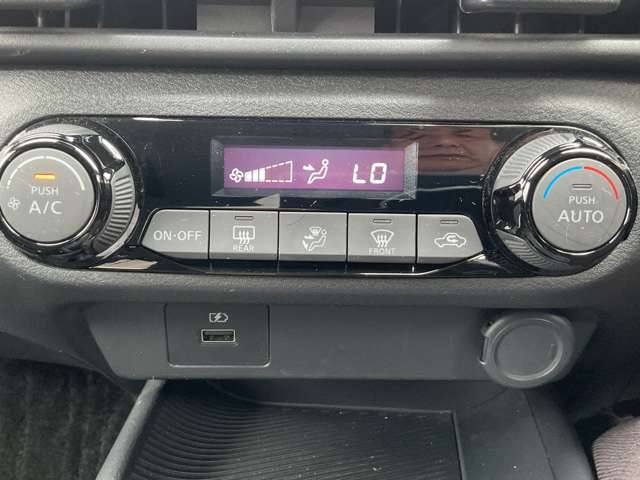 PUSH
A/C
LO
PUSH
AUTO
ON·OFF
REAR
FRONT